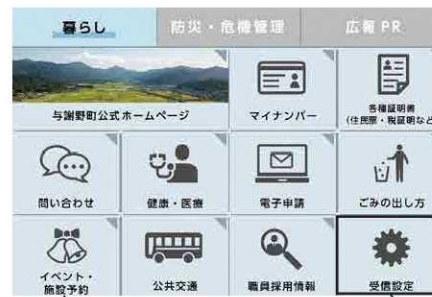 暮らし
防災・危機管理
広報 PR
与謝野町公式ホームページ
マイナンバー
各種証明書
(住民票・税証明など
問い合わせ
健康・医療
電子申請
ごみの出し方
イベント・
施設予約
公共交通
職員採用情報
受信設定